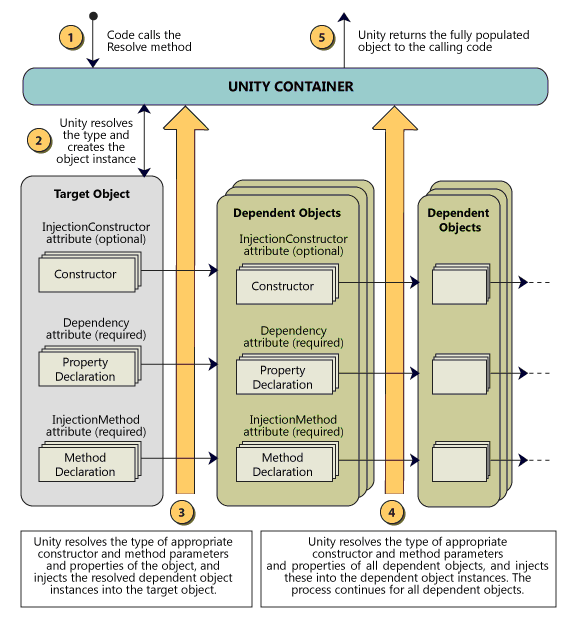 1
Code calls the
Resolve method
5
Unity returns the fully populated
object to the calling code
UNITY CONTAINER
2
Unity resolves
the type and
creates the
object instance
Target Object
InjectionConstructor
attribute (optional)
Constructor
Dependency
attribute (required)
Property
Declaration
InjectionMethod
attribute (required)
Method
Declaration
Dependent Objects
InjectionConstructor
attribute (optional)
Constructor
Dependency
attribute (required)
Property
Declaration
InjectionMethod
attribute (required)
Method
Declaration
Dependent
Objects
3
Unity resolves the type of appropriate
constructor and method parameters
and properties of the object, and
injects the resolved dependent object
instances into the target object.
4
Unity resolves the type of appropriate
constructor and method parameters
and properties of all dependent objects, and injects
these into the dependent object instances. The
process continues for all dependent objects.